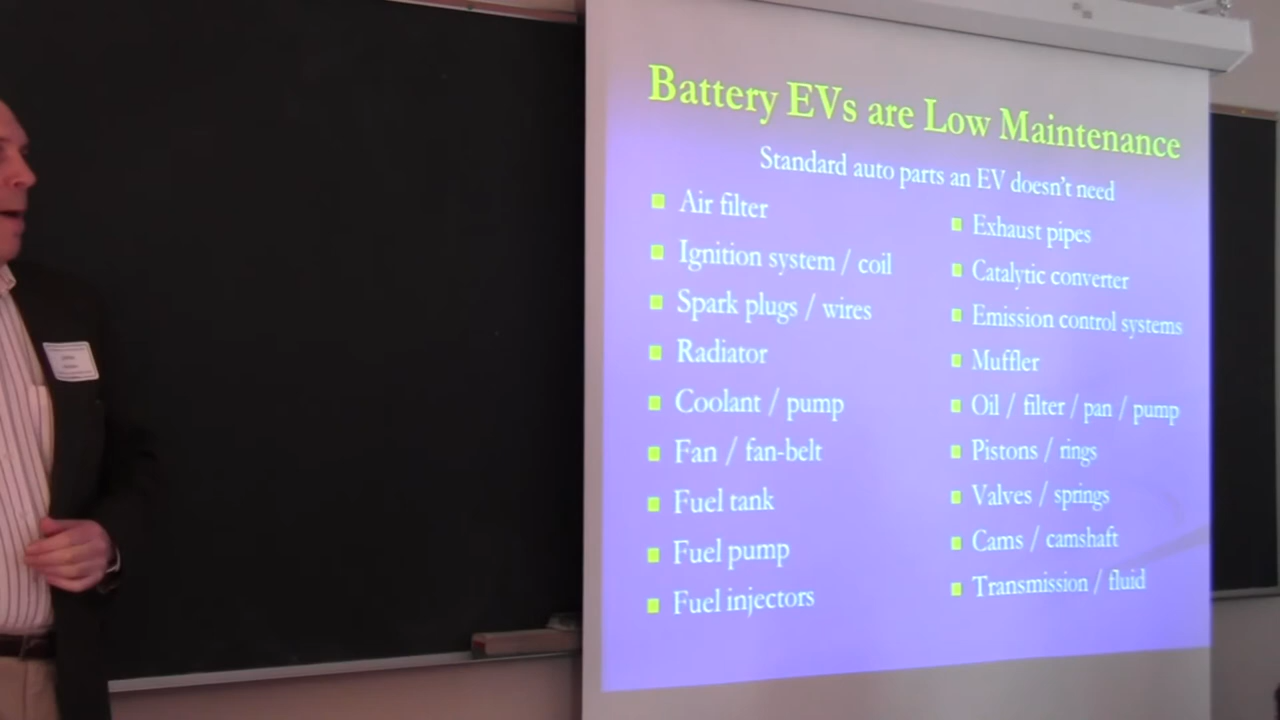 Battery EVs are Low Maintenance
Standard auto parts an EV doesn't need
Air filter
Ignition system / coil
Spark plugs / wires
Radiator
Coolant / pump
Fan / fan-belt
Fuel tank
Fuel pump
Fuel injectors
Exhaust pipes
Catalytic converter
Emission control systems
Muffler
Oil / filter / pan / pump
Pistons / rings
Valves / springs
Cams / camshaft
Transmission / fluid